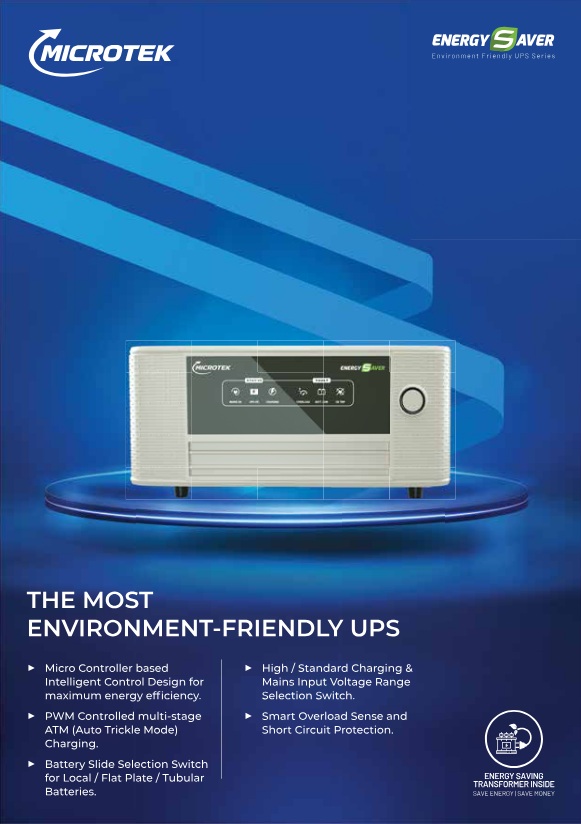 MICROTEK
ENERGY SAVER
Environment Friendly UPS Series
MICROTEK
ENERGY SAVER
THE MOST
ENVIRONMENT-FRIENDLY UPS
► Micro Controller based
Intelligent Control Design for
maximum energy efficiency.
► PWM Controlled multi-stage
ATM (Auto Trickle Mode)
Charging.
► Battery Slide Selection Switch
for Local / Flat Plate / Tubular
Batteries.
► High / Standard Charging &
Mains Input Voltage Range
Selection Switch.
► Smart Overload Sense and
Short Circuit Protection.
ENERGY SAVING
TRANSFORMER INSIDE
SAVE ENERGY | SAVE MONEY